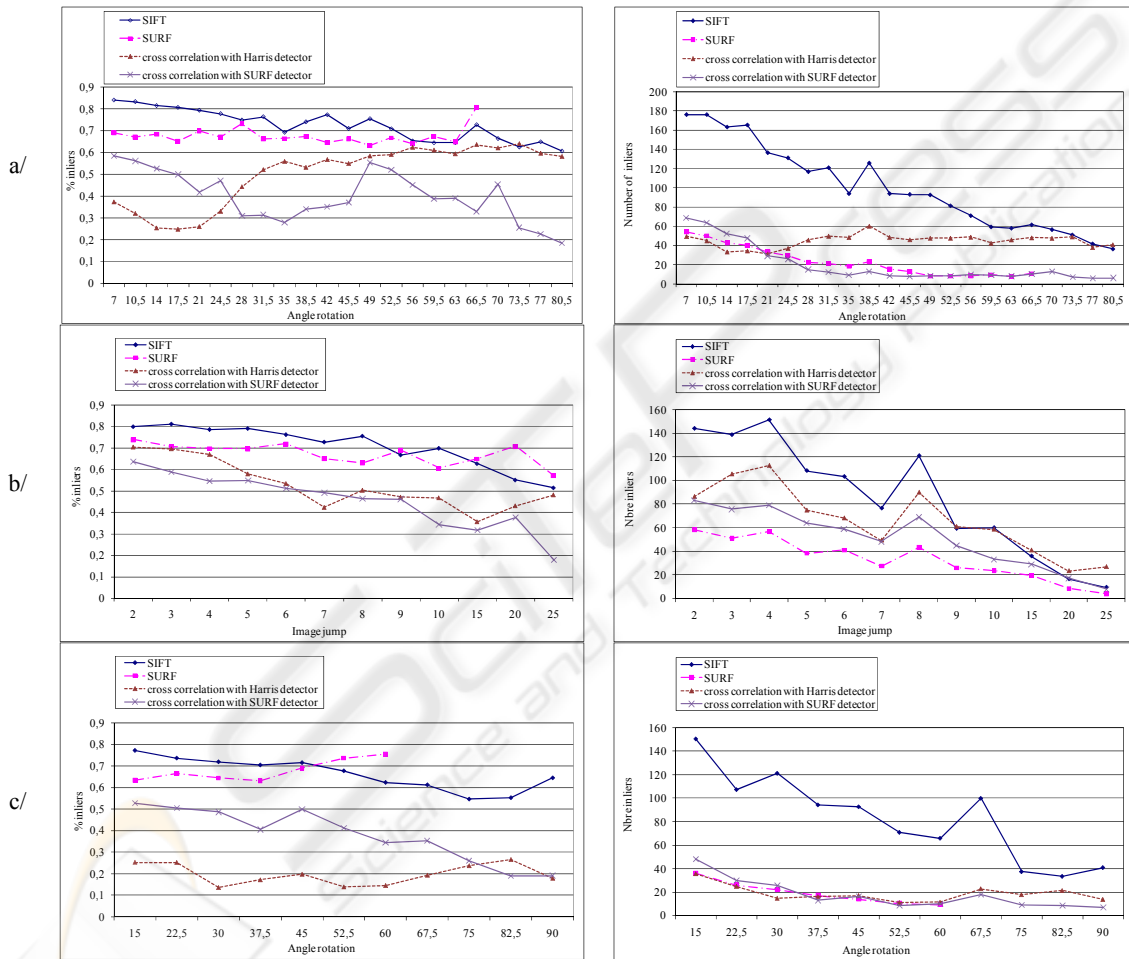 a/
SIFT
SURF
cross correlation with Harris detector
cross correlation with SURF detector
% inliers
0,9
0,8
0,7
0,6
0,5
0,4
0,3
0,2
0,1
0
7 10,5 14 17,5 21 24,5 28 31,5 35 38,5 42 45,5 49 52,5 56 59,5 63 66,5 70 73,5 77 80,5
Angle rotation
SIFT
SURF
cross correlation with Harris detector
cross correlation with SURF detector
Number of inliers
200
180
160
140
120
100
80
60
40
20
0
7 10,5 14 17,5 21 24,5 28 31,5 35 38,5 42 45,5 49 52,5 56 59,5 63 66,5 70 73,5 77 80,5
Angle rotation
b/
SIFT
SURF
cross correlation with Harris detector
cross correlation with SURF detector
% inliers
0,9
0,8
0,7
0,6
0,5
0,4
0,3
0,2
0,1
0
2 3 4 5 6 7 8 9 10 15 20 25
Image jump
SIFT
SURF
cross correlation with Harris detector
cross correlation with SURF detector
Nbre inliers
160
140
120
100
80
60
40
20
0
2 3 4 5 6 7 8 9 10 15 20 25
Image jump
c/
SIFT
SURF
cross correlation with Harris detector
cross correlation with SURF detector
% inliers
0,9
0,8
0,7
0,6
0,5
0,4
0,3
0,2
0,1
0
15 22,5 30 37,5 45 52,5 60 67,5 75 82,5 90
Angle rotation
SIFT
SURF
cross correlation with Harris detector
cross correlation with SURF detector
Nbre inliers
160
140
120
100
80
60
40
20
0
15 22,5 30 37,5 45 52,5 60 67,5 75 82,5 90
Angle rotation
SciTePress
Science and Technology Publications